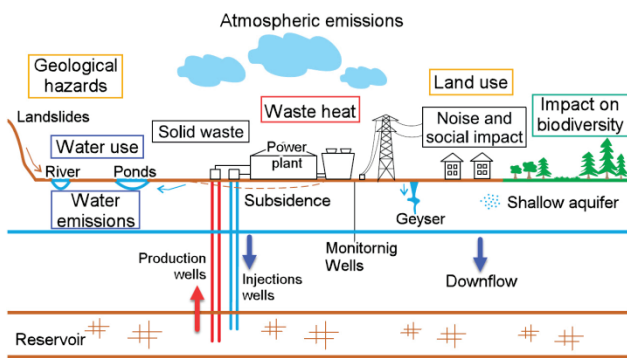 Atmospheric emissions
Geological
hazards
Land use
Landslides
Waste heat
Solid waste
Noise and
social impact
Impact on
biodiversity
Water use
Power
plant
River
Ponds
Water
emissions
Subsidence
Geyser
Shallow aquifer
Monitornig
Wells
Production
wells
Injections
wells
Downflow
Reservoir